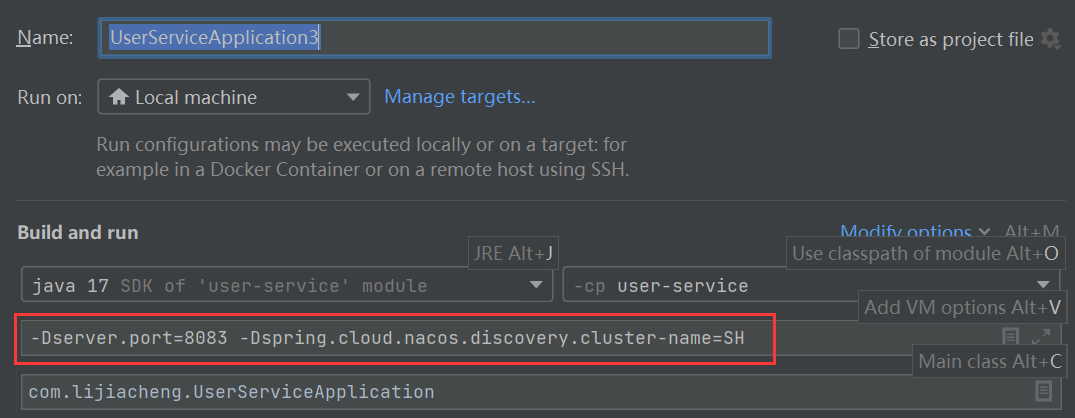 Name: UserServiceApplication3 Store as project file
Run on: Local machine Manage targets...
Run configurations may be executed locally or on a target: for
example in a Docker Container or on a remote host using SSH.
Build and run Modify options Alt+M
JRE Alt+J Use classpath of module Alt+O
java 17 SDK of 'user-service' module -cp user-service
Add VM options Alt+V
-Dserver.port=8083 -Dspring.cloud.nacos.discovery.cluster-name=SH
Main class Alt+C
com.lijiacheng.UserServiceApplication